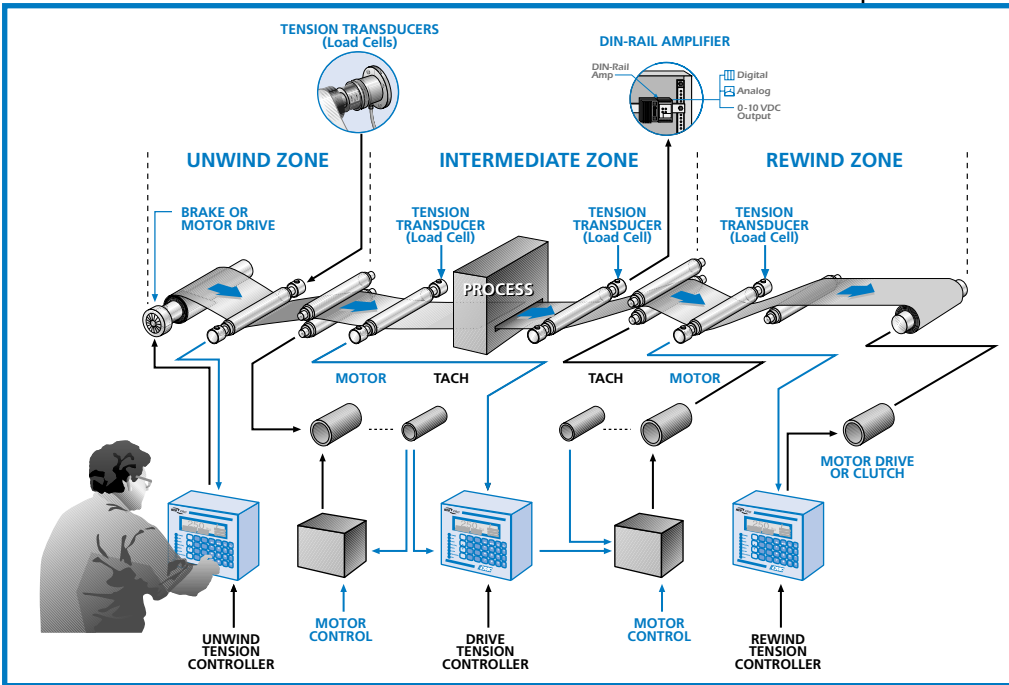 TENSION TRANSDUCERS
(Load Cells)
DIN-RAIL AMPLIFIER
DIN-Rail
Amp
Digital
Analog
0-10 VDC
Output
UNWIND ZONE
INTERMEDIATE ZONE
REWIND ZONE
BRAKE OR
MOTOR DRIVE
TENSION
TRANSDUCER
(Load Cell)
TENSION
TRANSDUCER
(Load Cell)
TENSION
TRANSDUCER
(Load Cell)
PROCESS
MOTOR
TACH
TACH
MOTOR
MOTOR DRIVE
OR CLUTCH
UNWIND
TENSION
CONTROLLER
MOTOR
CONTROL
DRIVE
TENSION
CONTROLLER
MOTOR
CONTROL
REWIND
TENSION
CONTROLLER